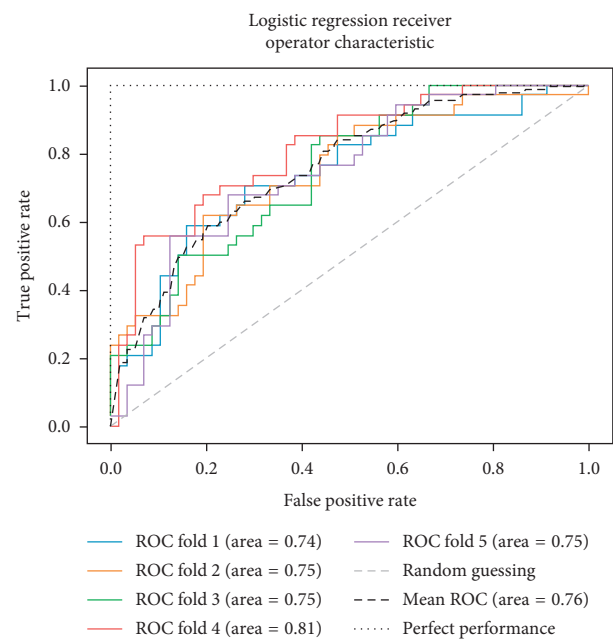 Logistic regression receiver
operator characteristic
1.0
0.8
0.6
0.4
0.2
0.0
True positive rate
0.0 0.2 0.4 0.6 0.8 1.0
False positive rate
ROC fold 1 (area = 0.74)
ROC fold 2 (area = 0.75)
ROC fold 3 (area = 0.75)
ROC fold 4 (area = 0.81)
ROC fold 5 (area = 0.75)
Random guessing
Mean ROC (area = 0.76)
Perfect performance